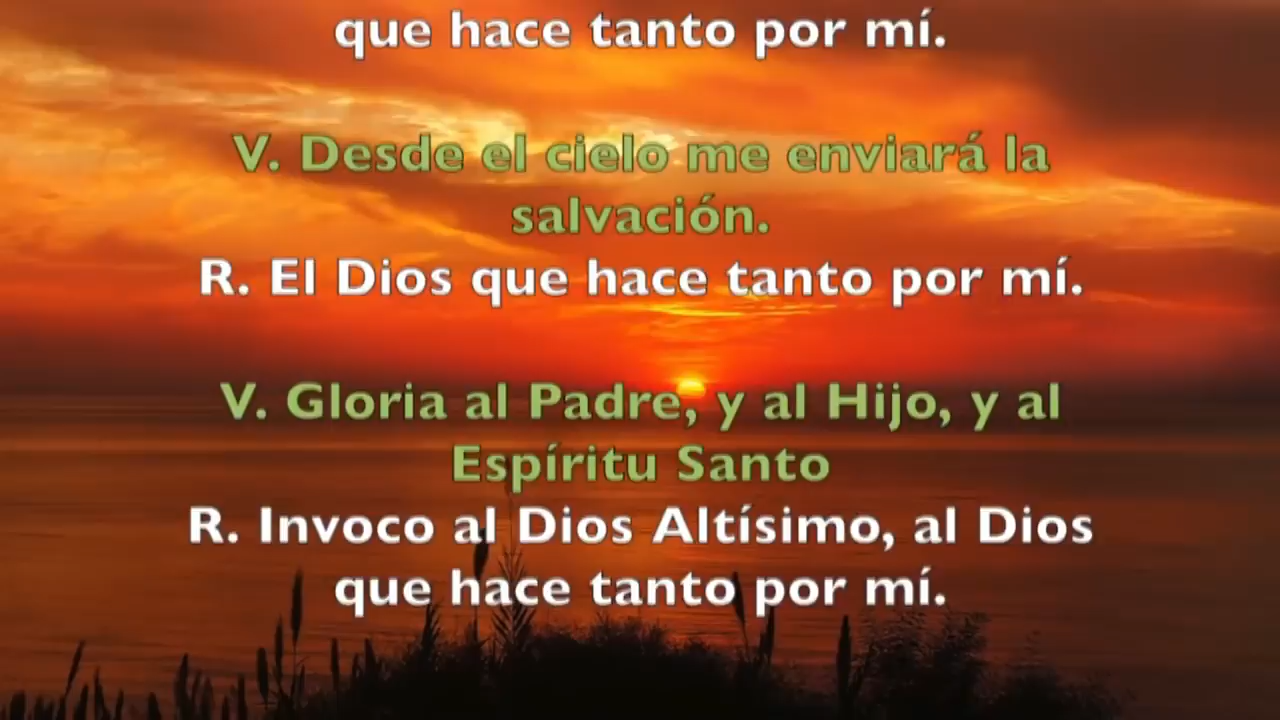 que hace tanto por mí.
V. Desde el cielo me enviará la
salvación.
R. El Dios que hace tanto por mí.
V. Gloria al Padre, y al Hijo, y al
Espíritu Santo
R. Invoco al Dios Altísimo, al Dios
que hace tanto por mí.